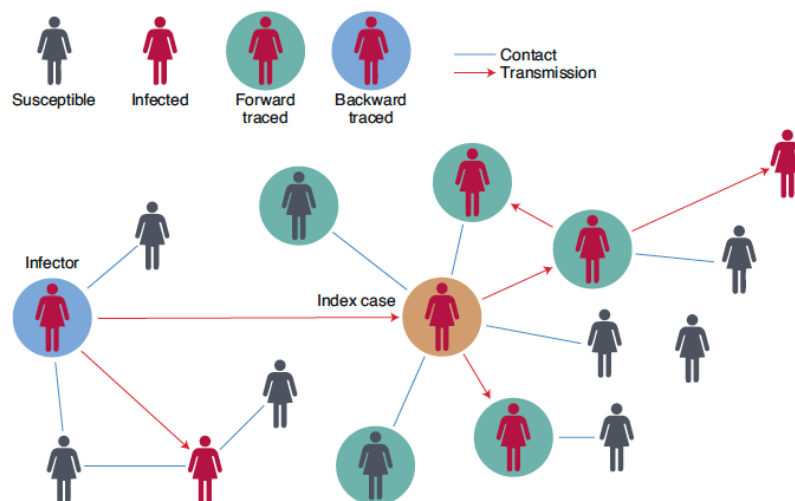 Susceptible
Infected
Forward
traced
Backward
traced
Contact
Transmission
Infector
Index case